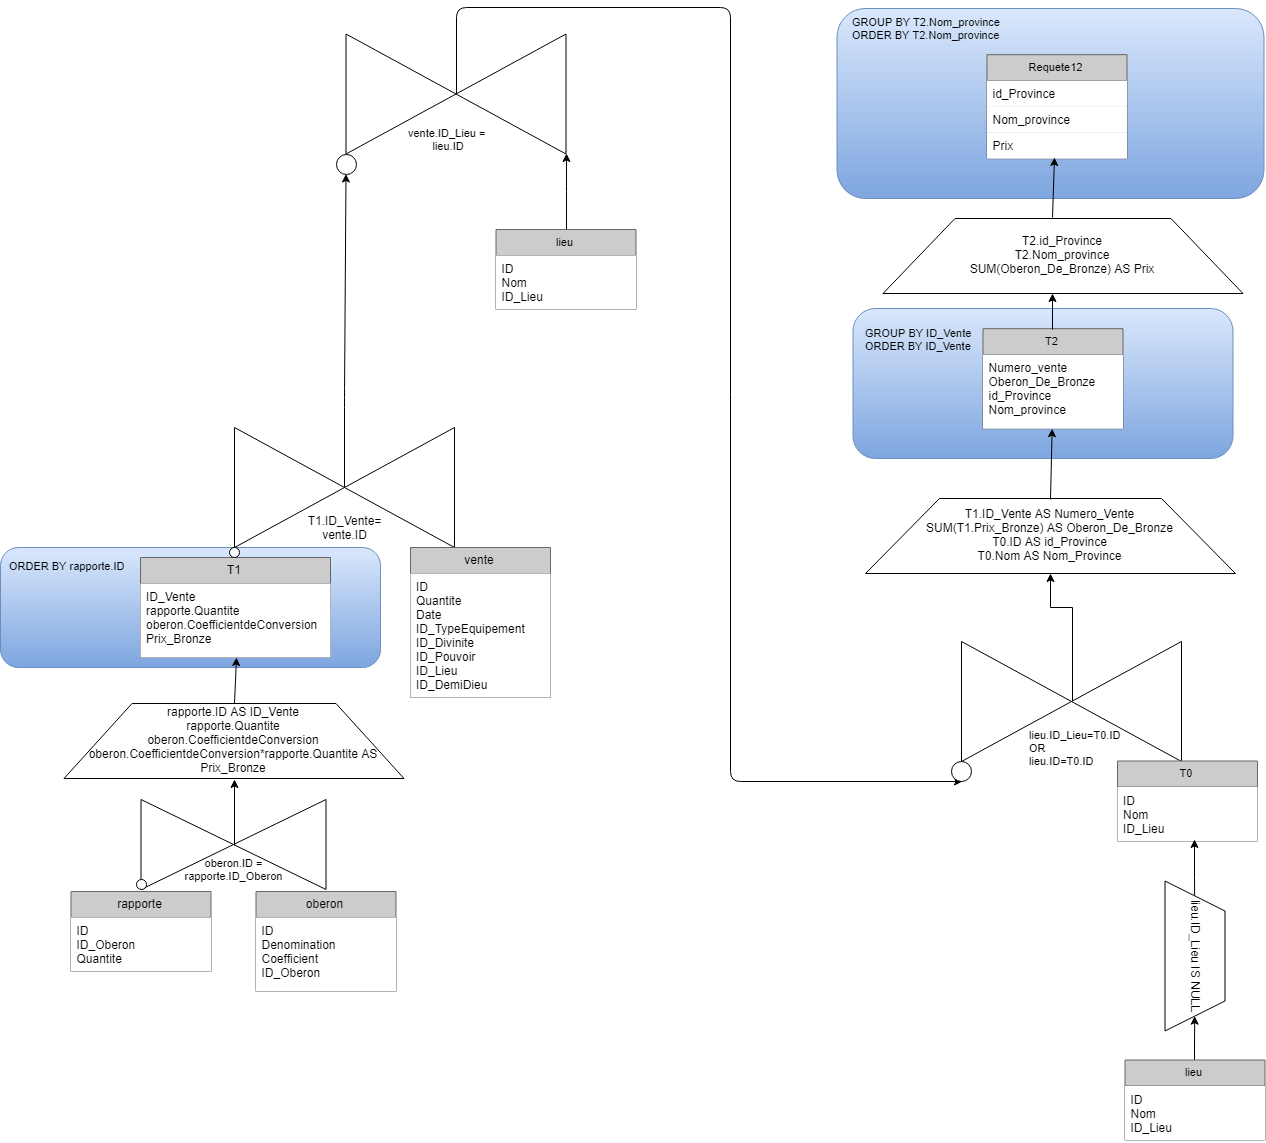 vente.ID_Lieu =
lieu.ID
lieu
ID
Nom
ID_Lieu
T1.ID_Vente=
vente.ID
ORDER BY rapporte.ID
T1
ID_Vente
rapporte.Quantite
oberon.CoefficientdeConversion
Prix_Bronze
vente
ID
Quantite
Date
ID_TypeEquipement
ID_Divinite
ID_Pouvoir
ID_Lieu
ID_DemiDieu
rapporte.ID AS ID_Vente
rapporte.Quantite
oberon.CoefficientdeConversion
oberon.CoefficientdeConversion*rapporte.Quantite AS
Prix_Bronze
oberon.ID =
rapporte.ID_Oberon
rapporte
ID
ID_Oberon
Quantite
oberon
ID
Denomination
Coefficient
ID_Oberon
GROUP BY T2.Nom_province
ORDER BY T2.Nom_province
Requete12
id_Province
Nom_province
Prix
T2.id_Province
T2.Nom_province
SUM(Oberon_De_Bronze) AS Prix
GROUP BY ID_Vente
ORDER BY ID_Vente
T2
Numero_vente
Oberon_De_Bronze
id_Province
Nom_province
T1.ID_Vente AS Numero_Vente
SUM(T1.Prix_Bronze) AS Oberon_De_Bronze
T0.ID AS id_Province
T0.Nom AS Nom_Province
lieu.ID_Lieu=T0.ID
OR
lieu.ID=T0.ID
T0
ID
Nom
ID_Lieu
lieu.ID_Lieu IS NULL
lieu
ID
Nom
ID_Lieu